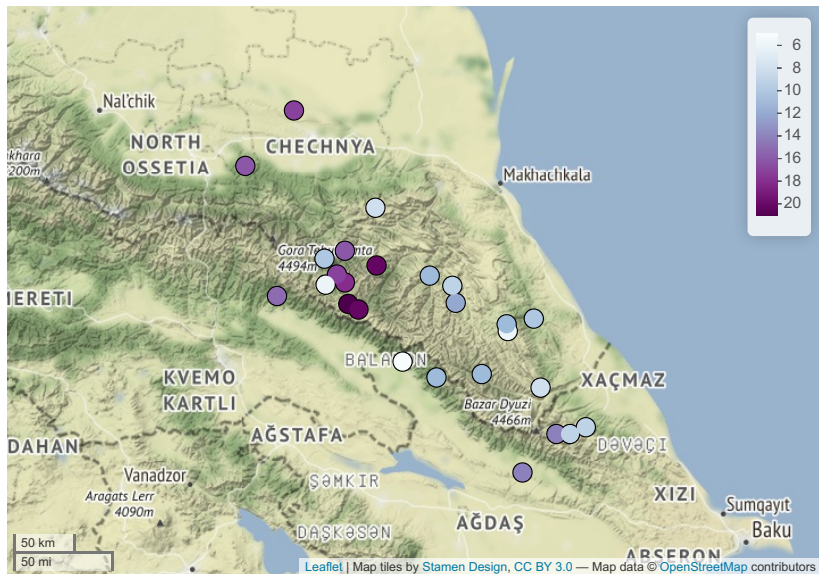 Nal'chik
NORTH
OSSETIA
CHECHNYA
Makhachkala
4494m
KVEMO
KARTLI
XAÇMAZ
Bazar Dyuzi
4466m
AĞSTAFA
DƏVƏÇİ
DAHAN
Vanadzor
ŞƏMKIR
Aragats Lerr
4090m
XIZI
Sumqayıt
AĞDAŞ
Baku
DAŞKƏSƏN
ABŞERON
6
8
10
12
14
16
18
20
50 km
50 mi
Leaflet | Map tiles by Stamen Design, CC BY 3.0 — Map data © OpenStreetMap contributors